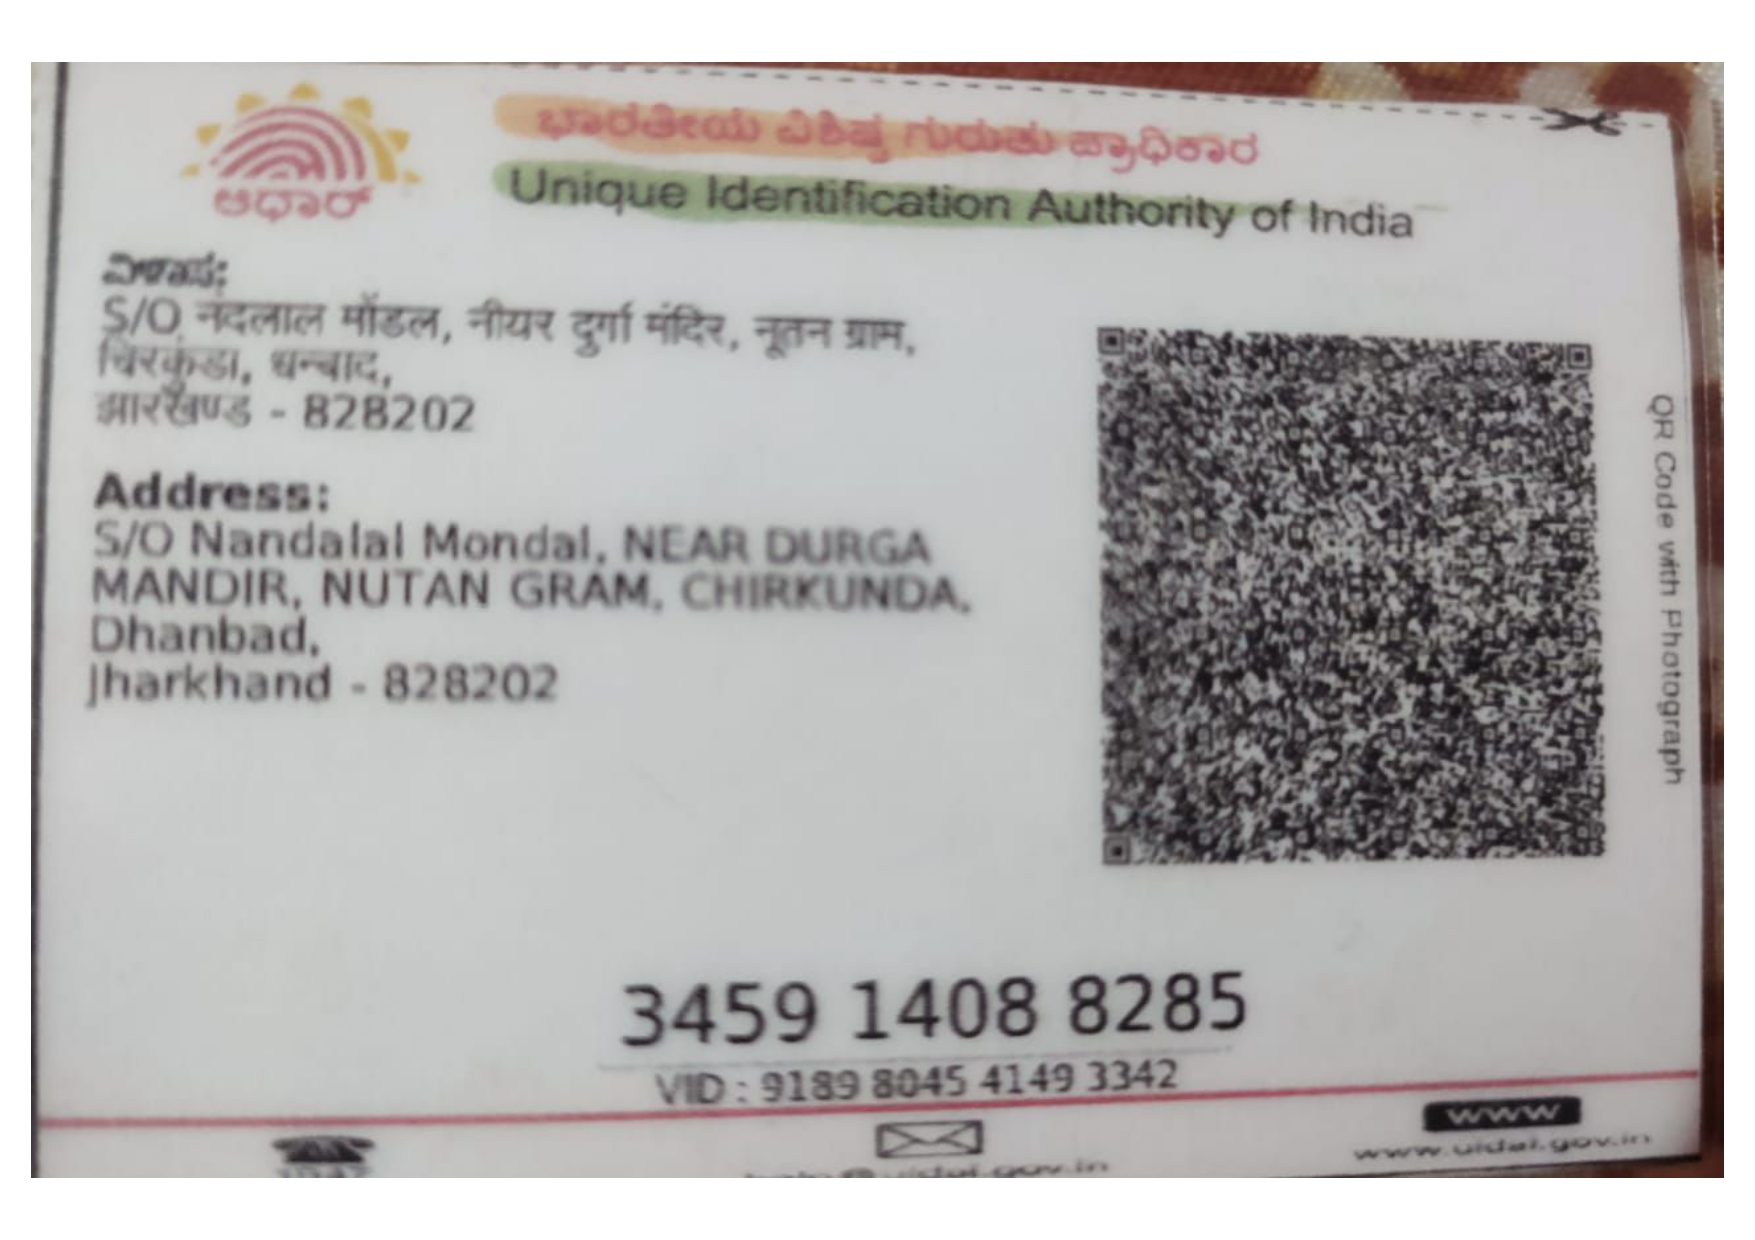 ಆಧಾರ್
ಭಾರತೀಯ ವಿಶಿಷ್ಟ ಗುರುತು ಪ್ರಾಧಿಕಾರ
Unique Identification Authority of India
ವಿಳಾಸ:
S/O नंदलाल मोंडल, नीयर दुर्गा मंदिर, नूतन ग्राम,
चिरकुंडा, धन्बाद,
झारखण्ड - 828202
Address:
S/O Nandalal Mondal, NEAR DURGA
MANDIR, NUTAN GRAM, CHIRKUNDA,
Dhanbad,
Jharkhand - 828202
QR Code with Photograph
3459 1408 8285
VID : 9189 8045 4149 3342
1947
help@uidai.gov.in
www
www.uidai.gov.in